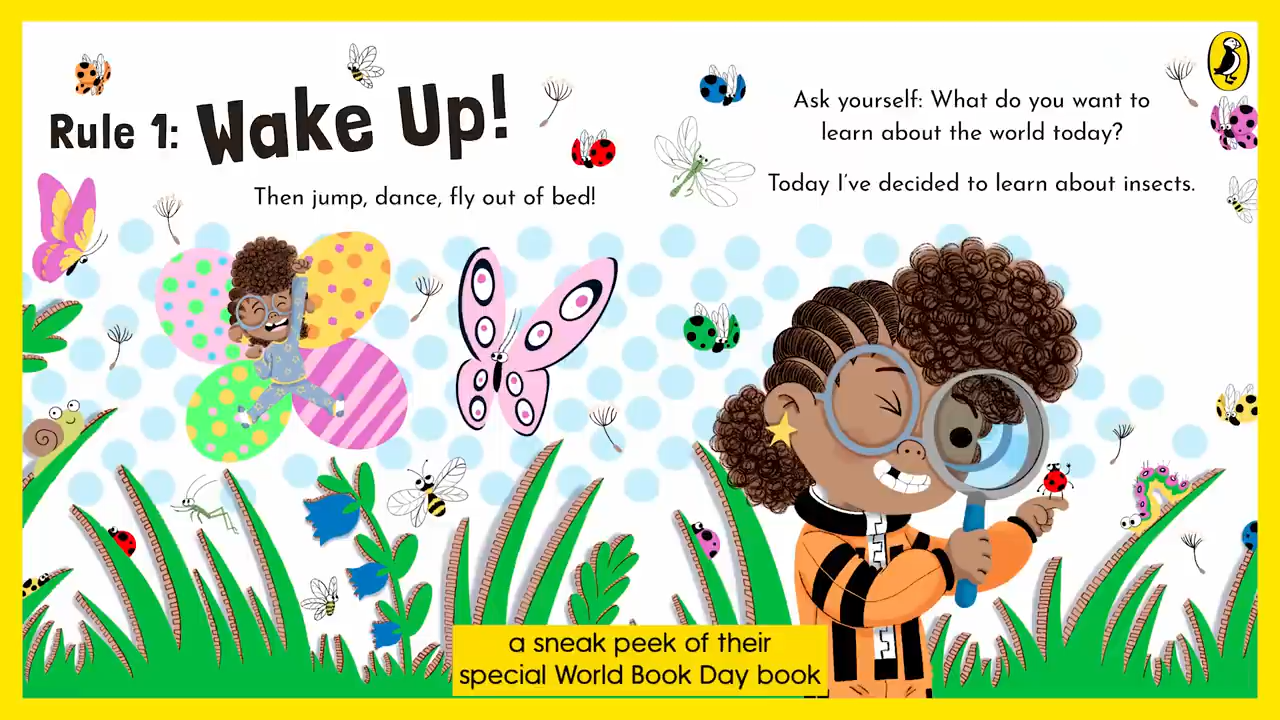 Rule 1: Wake Up!
Then jump, dance, fly out of bed!
Ask yourself: What do you want to
learn about the world today?
Today I've decided to learn about insects.
a sneak peek of their
special World Book Day book